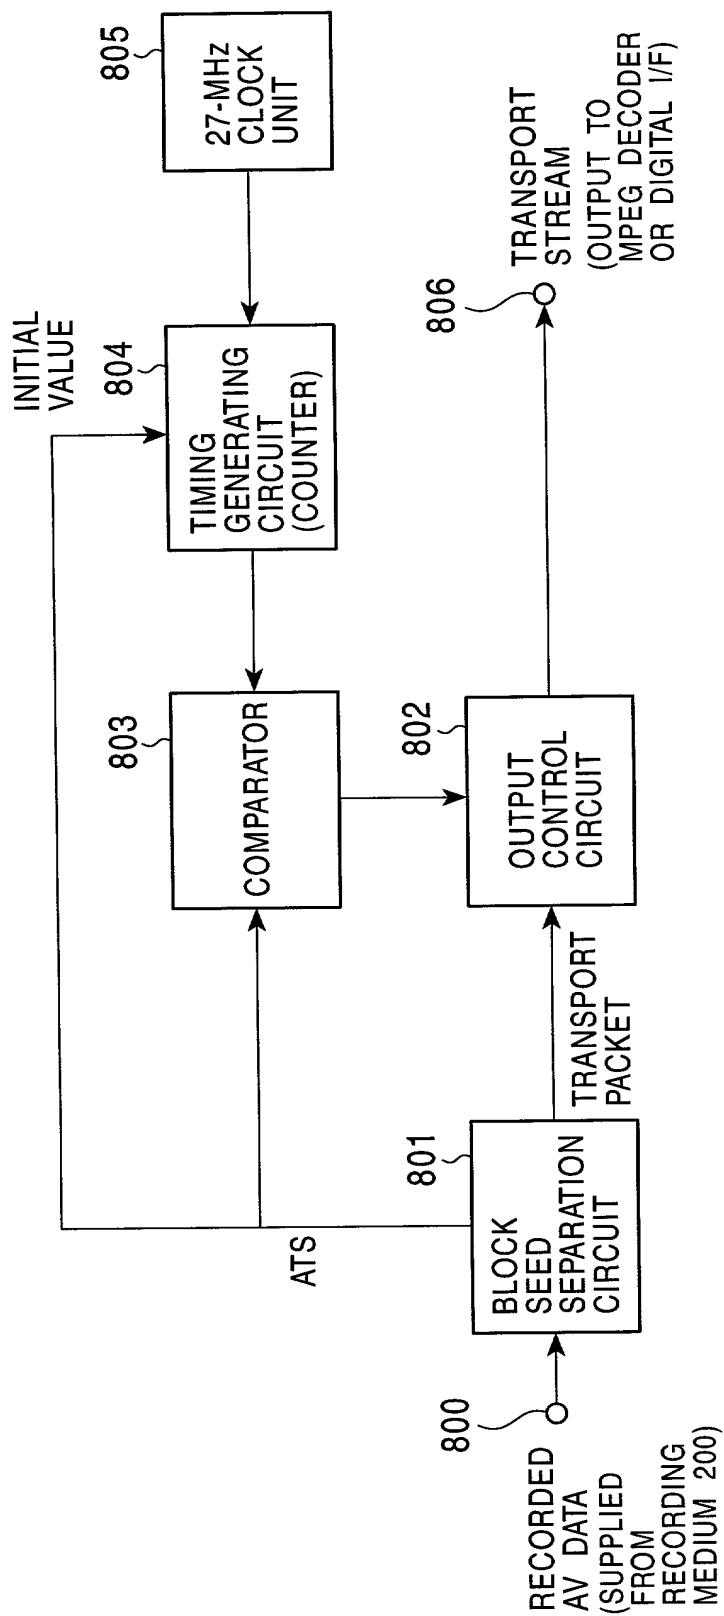 INITIAL
VALUE
804
TIMING
GENERATING
CIRCUIT
(COUNTER)
805
27-MHz
CLOCK
UNIT
803
COMPARATOR
ATS
800
RECORDED
AV DATA
(SUPPLIED
FROM
RECORDING
MEDIUM 200)
801
BLOCK
SEED
SEPARATION
CIRCUIT
TRANSPORT
PACKET
802
OUTPUT
CONTROL
CIRCUIT
806
TRANSPORT
STREAM
(OUTPUT TO
MPEG DECODER
OR DIGITAL I/F)